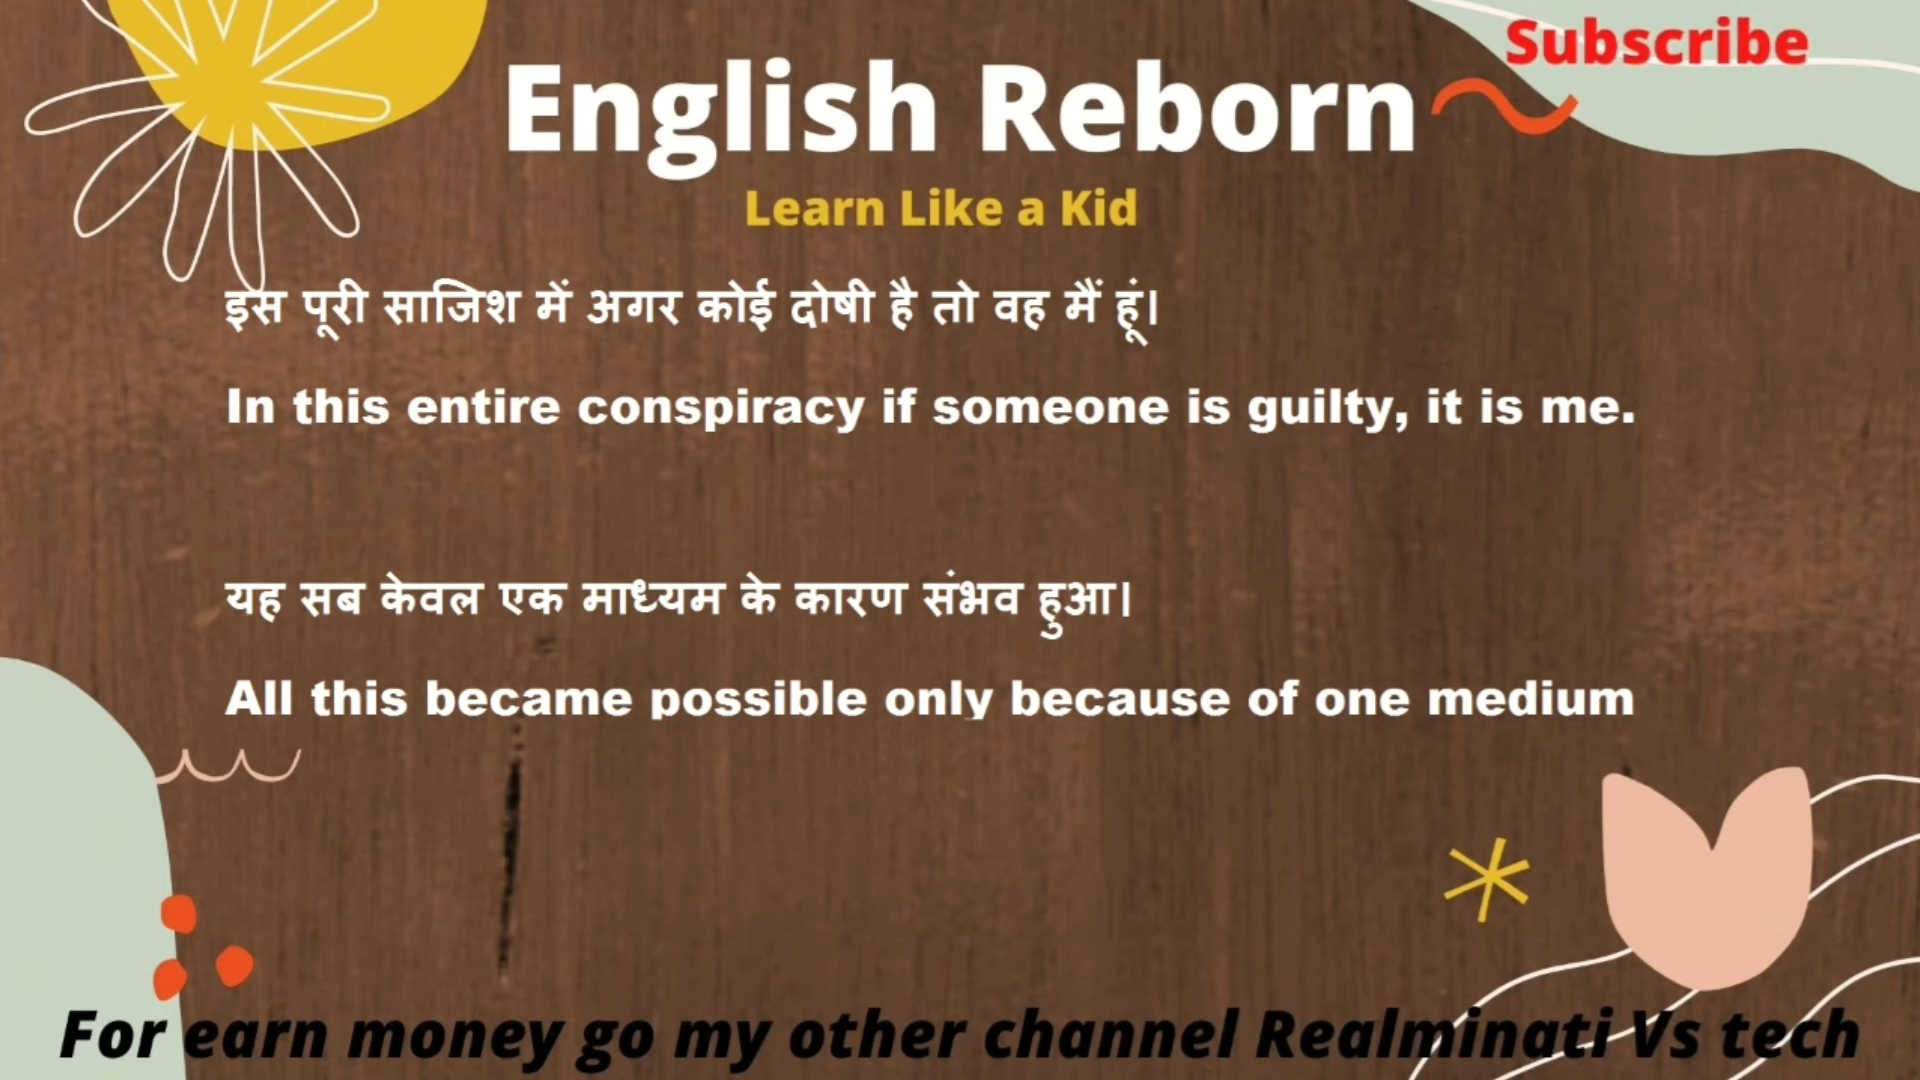 Subscribe
English Reborn
Learn Like a Kid
इस पूरी साजिश में अगर कोई दोषी है तो वह मैं हूं।
In this entire conspiracy if someone is guilty, it is me.
यह सब केवल एक माध्यम के कारण संभव हुआ।
All this became possible only because of one medium
For earn money go my other channel Realminati Vs tech